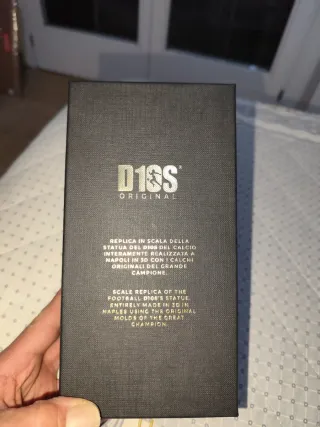 D10S
ORIGINAL
REPLICA IN SCALA DELLA
STATUA DEL D10S DEL CALCIO
INTERAMENTE REALIZZATA A
NAPOLI IN 3D CON I CALCHI
ORIGINALI DEL GRANDE
CAMPIONE.
SCALE REPLICA OF THE
FOOTBALL D10S'S STATUE.
ENTIRELY MADE IN 3D IN
NAPLES USING THE ORIGINAL
MOLDS OF THE GREAT
CHAMPION.